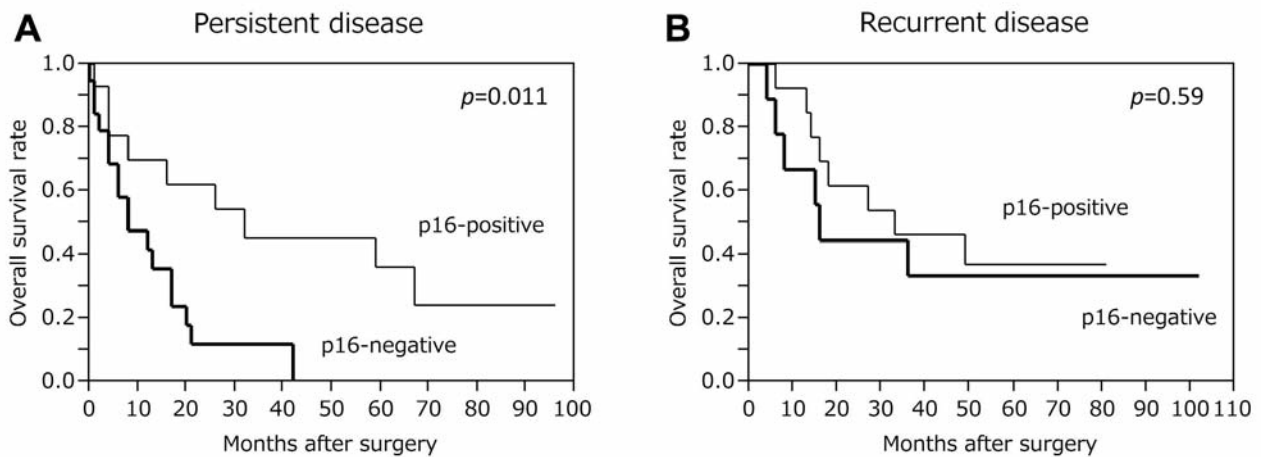 A Persistent disease
1.0
0.8
0.6
0.4
0.2
0.0
Overall survival rate
p=0.011
p16-positive
p16-negative
0 10 20 30 40 50 60 70 80 90 100
Months after surgery
B Recurrent disease
1.0
0.8
0.6
0.4
0.2
0.0
Overall survival rate
p=0.59
p16-positive
p16-negative
0 10 20 30 40 50 60 70 80 90 100 110
Months after surgery